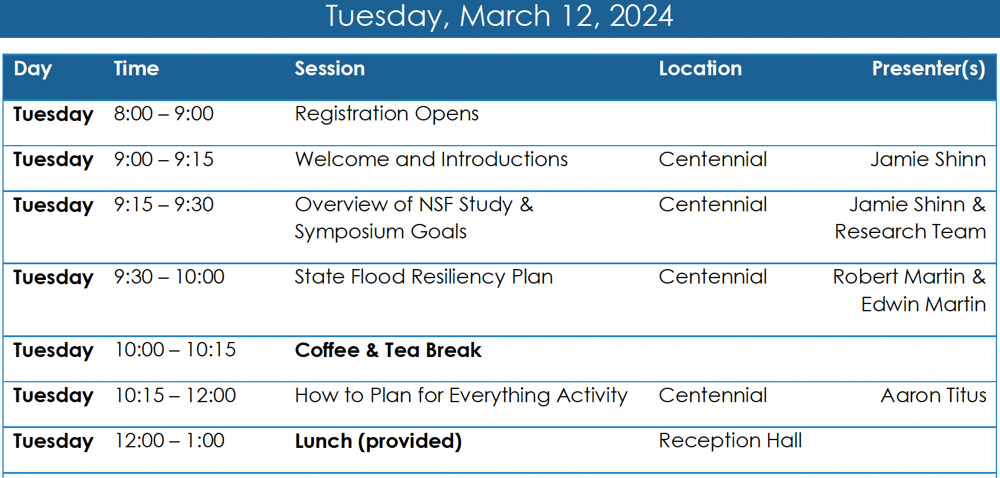 Tuesday, March 12, 2024
Day Time Session Location Presenter(s)
Tuesday 8:00 – 9:00 Registration Opens
Tuesday 9:00 – 9:15 Welcome and Introductions Centennial Jamie Shinn
Tuesday 9:15 – 9:30 Overview of NSF Study & Centennial Jamie Shinn &
Symposium Goals Research Team
Tuesday 9:30 – 10:00 State Flood Resiliency Plan Centennial Robert Martin &
Edwin Martin
Tuesday 10:00 – 10:15 Coffee & Tea Break
Tuesday 10:15 – 12:00 How to Plan for Everything Activity Centennial Aaron Titus
Tuesday 12:00 – 1:00 Lunch (provided) Reception Hall